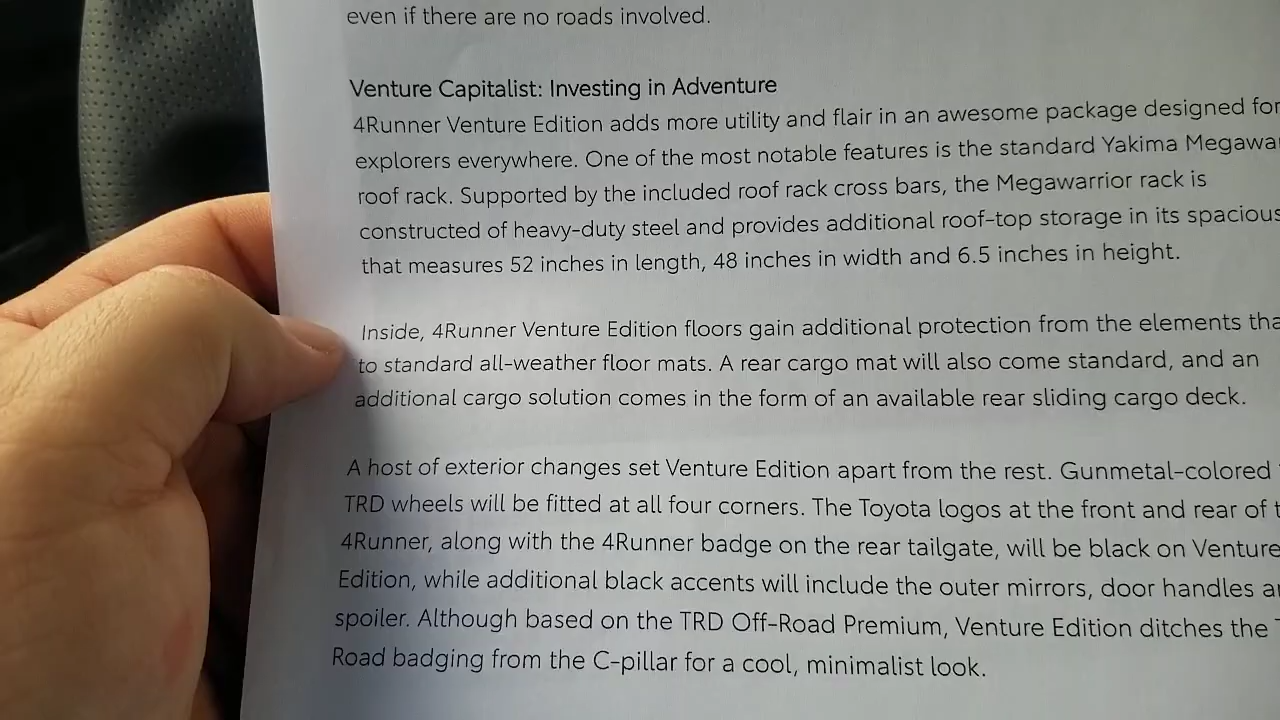 even if there are no roads involved.
Venture Capitalist: Investing in Adventure
4Runner Venture Edition adds more utility and flair in an awesome package designed for
explorers everywhere. One of the most notable features is the standard Yakima
roof rack. Supported by the included roof rack cross bars, the Megawarrior rack is
constructed of heavy-duty steel and provides additional roof-top storage in its spacious
that measures 52 inches in length, 48 inches in width and 6.5 inches in height.
Inside, 4Runner Venture Edition floors gain additional protection from the elements
to standard all-weather floor mats. A rear cargo mat will also come standard, and an
additional cargo solution comes in the form of an available rear sliding cargo deck.
A host of exterior changes set Venture Edition apart from the rest. Gunmetal-colored
TRD wheels will be fitted at all four corners. The Toyota logos at the front and rear of
4Runner, along with the 4Runner badge on the rear tailgate, will be black on Venture
Edition, while additional black accents will include the outer mirrors, door handles
spoiler. Although based on the TRD Off-Road Premium, Venture Edition ditches the
Road badging from the C-pillar for a cool, minimalist look.